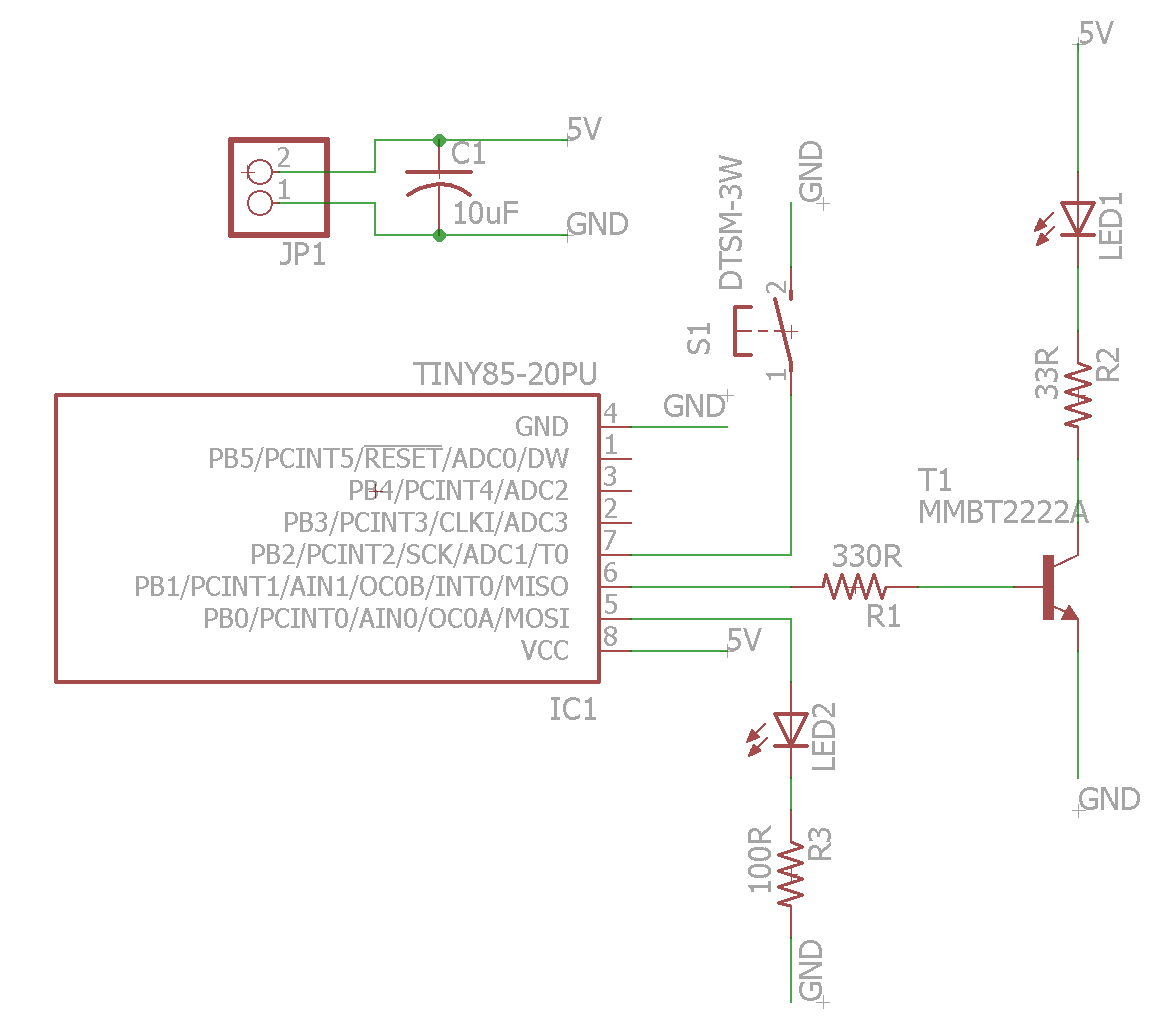 5V
2
C1
5V
1
10uF
GND
JP1
GND
DTSM-3W
2
S1
1
LED1
33R
R2
TINY85-20PU
GND
4
GND
PB5/PCINT5/RESET/ADC0/DW
1
PB4/PCINT4/ADC2
3
PB3/PCINT3/CLKI/ADC3
2
PB2/PCINT2/SCK/ADC1/T0
7
PB1/PCINT1/AIN1/OC0B/INT0/MISO
6
PB0/PCINT0/AIN0/OC0A/MOSI
5
VCC
8
5V
IC1
T1
MMBT2222A
330R
R1
LED2
100R
R3
GND
GND